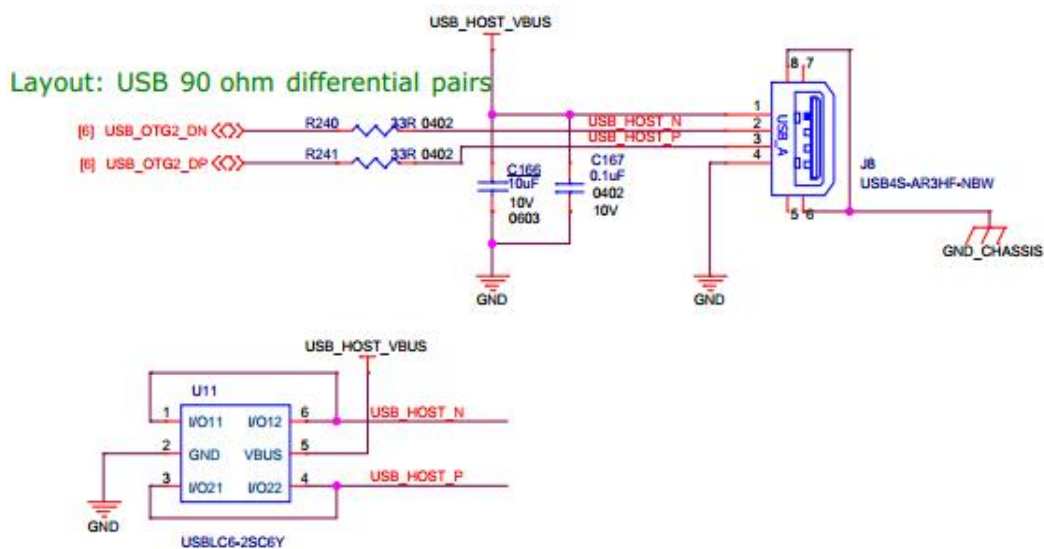 USB_HOST_VBUS
Layout: USB 90 ohm differential pairs
8 7
1
[6] USB_OTG2_DN R240 33R 0402 USB_HOST_N 2
USB_HOST_P 3
[6] USB_OTG2_DP R241 33R 0402 4
USB_A
C166
10uF
10V
0603
C167
0.1uF
0402
10V
J8
USB4S-AR3HF-NBW
5 6
GND_CHASSIS
GND
GND
USB_HOST_VBUS
U11
1 I/O11 I/O12 6 USB_HOST_N
2 GND VBUS 5
3 I/O21 I/O22 4 USB_HOST_P
GND
USBLC6-2SC6Y